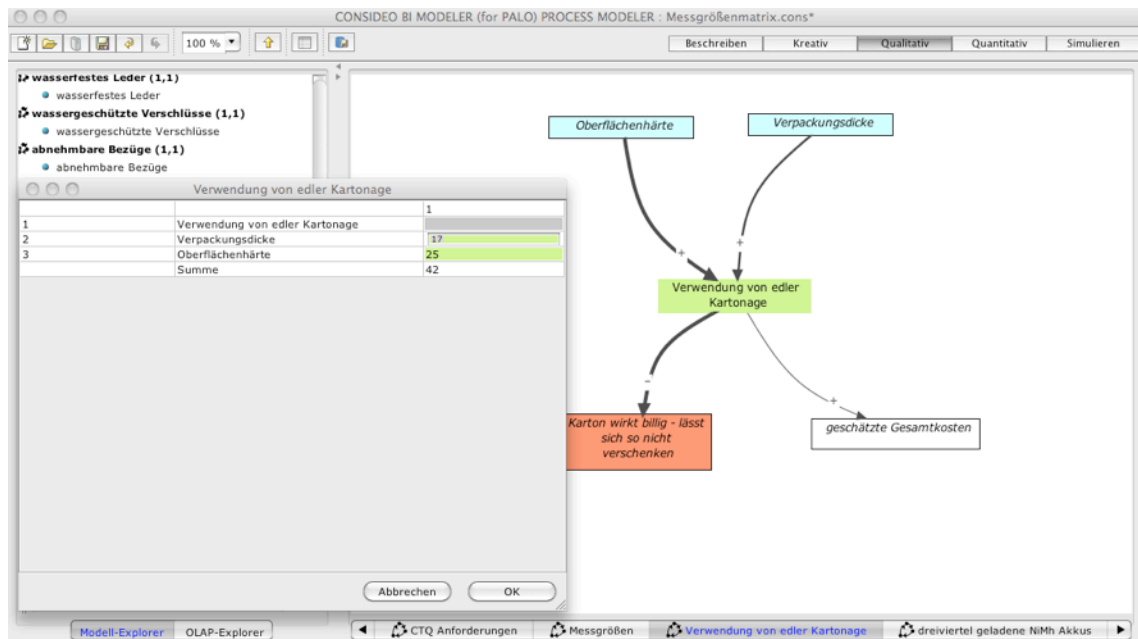 CONSIDEO BI MODELER (for PALO) PROCESS MODELER : Messgrößenmatrix.cons*
100 %
Beschreiben Kreativ Qualitativ Quantitativ Simulieren
wasserfestes Leder (1,1)
wasserfestes Leder
wassergeschützte Verschlüsse (1,1)
wassergeschützte Verschlüsse
abnehmbare Bezüge (1,1)
abnehmbare Bezüge
Verwendung von edler Kartonage
1
1 Verwendung von edler Kartonage
2 Verpackungsdicke 17
3 Oberflächenhärte 25
Summe 42
Abbrechen OK
Oberflächenhärte
Verpackungsdicke
+
+
Verwendung von edler
Kartonage
-
+
Karton wirkt billig - lässt
sich so nicht
verschenken
geschätzte Gesamtkosten
Modell-Explorer OLAP-Explorer
CTQ Anforderungen Messgrößen Verwendung von edler Kartonage dreiviertel geladene NiMh Akkus